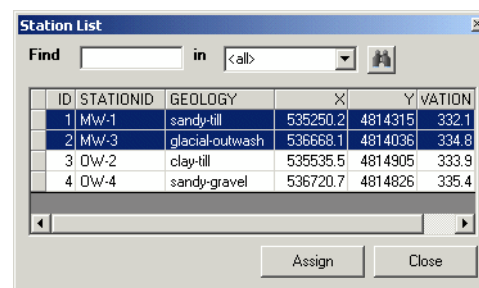 Station List
Find in <all>
ID STATIONID GEOLOGY X Y VATION
1 MW-1 sandy-till 535250.2 4814315 332.1
2 MW-3 glacial-outwash 536668.1 4814036 334.8
3 OW-2 clay-till 535535.5 4814905 333.9
4 OW-4 sandy-gravel 536720.7 4814826 335.4
Assign Close